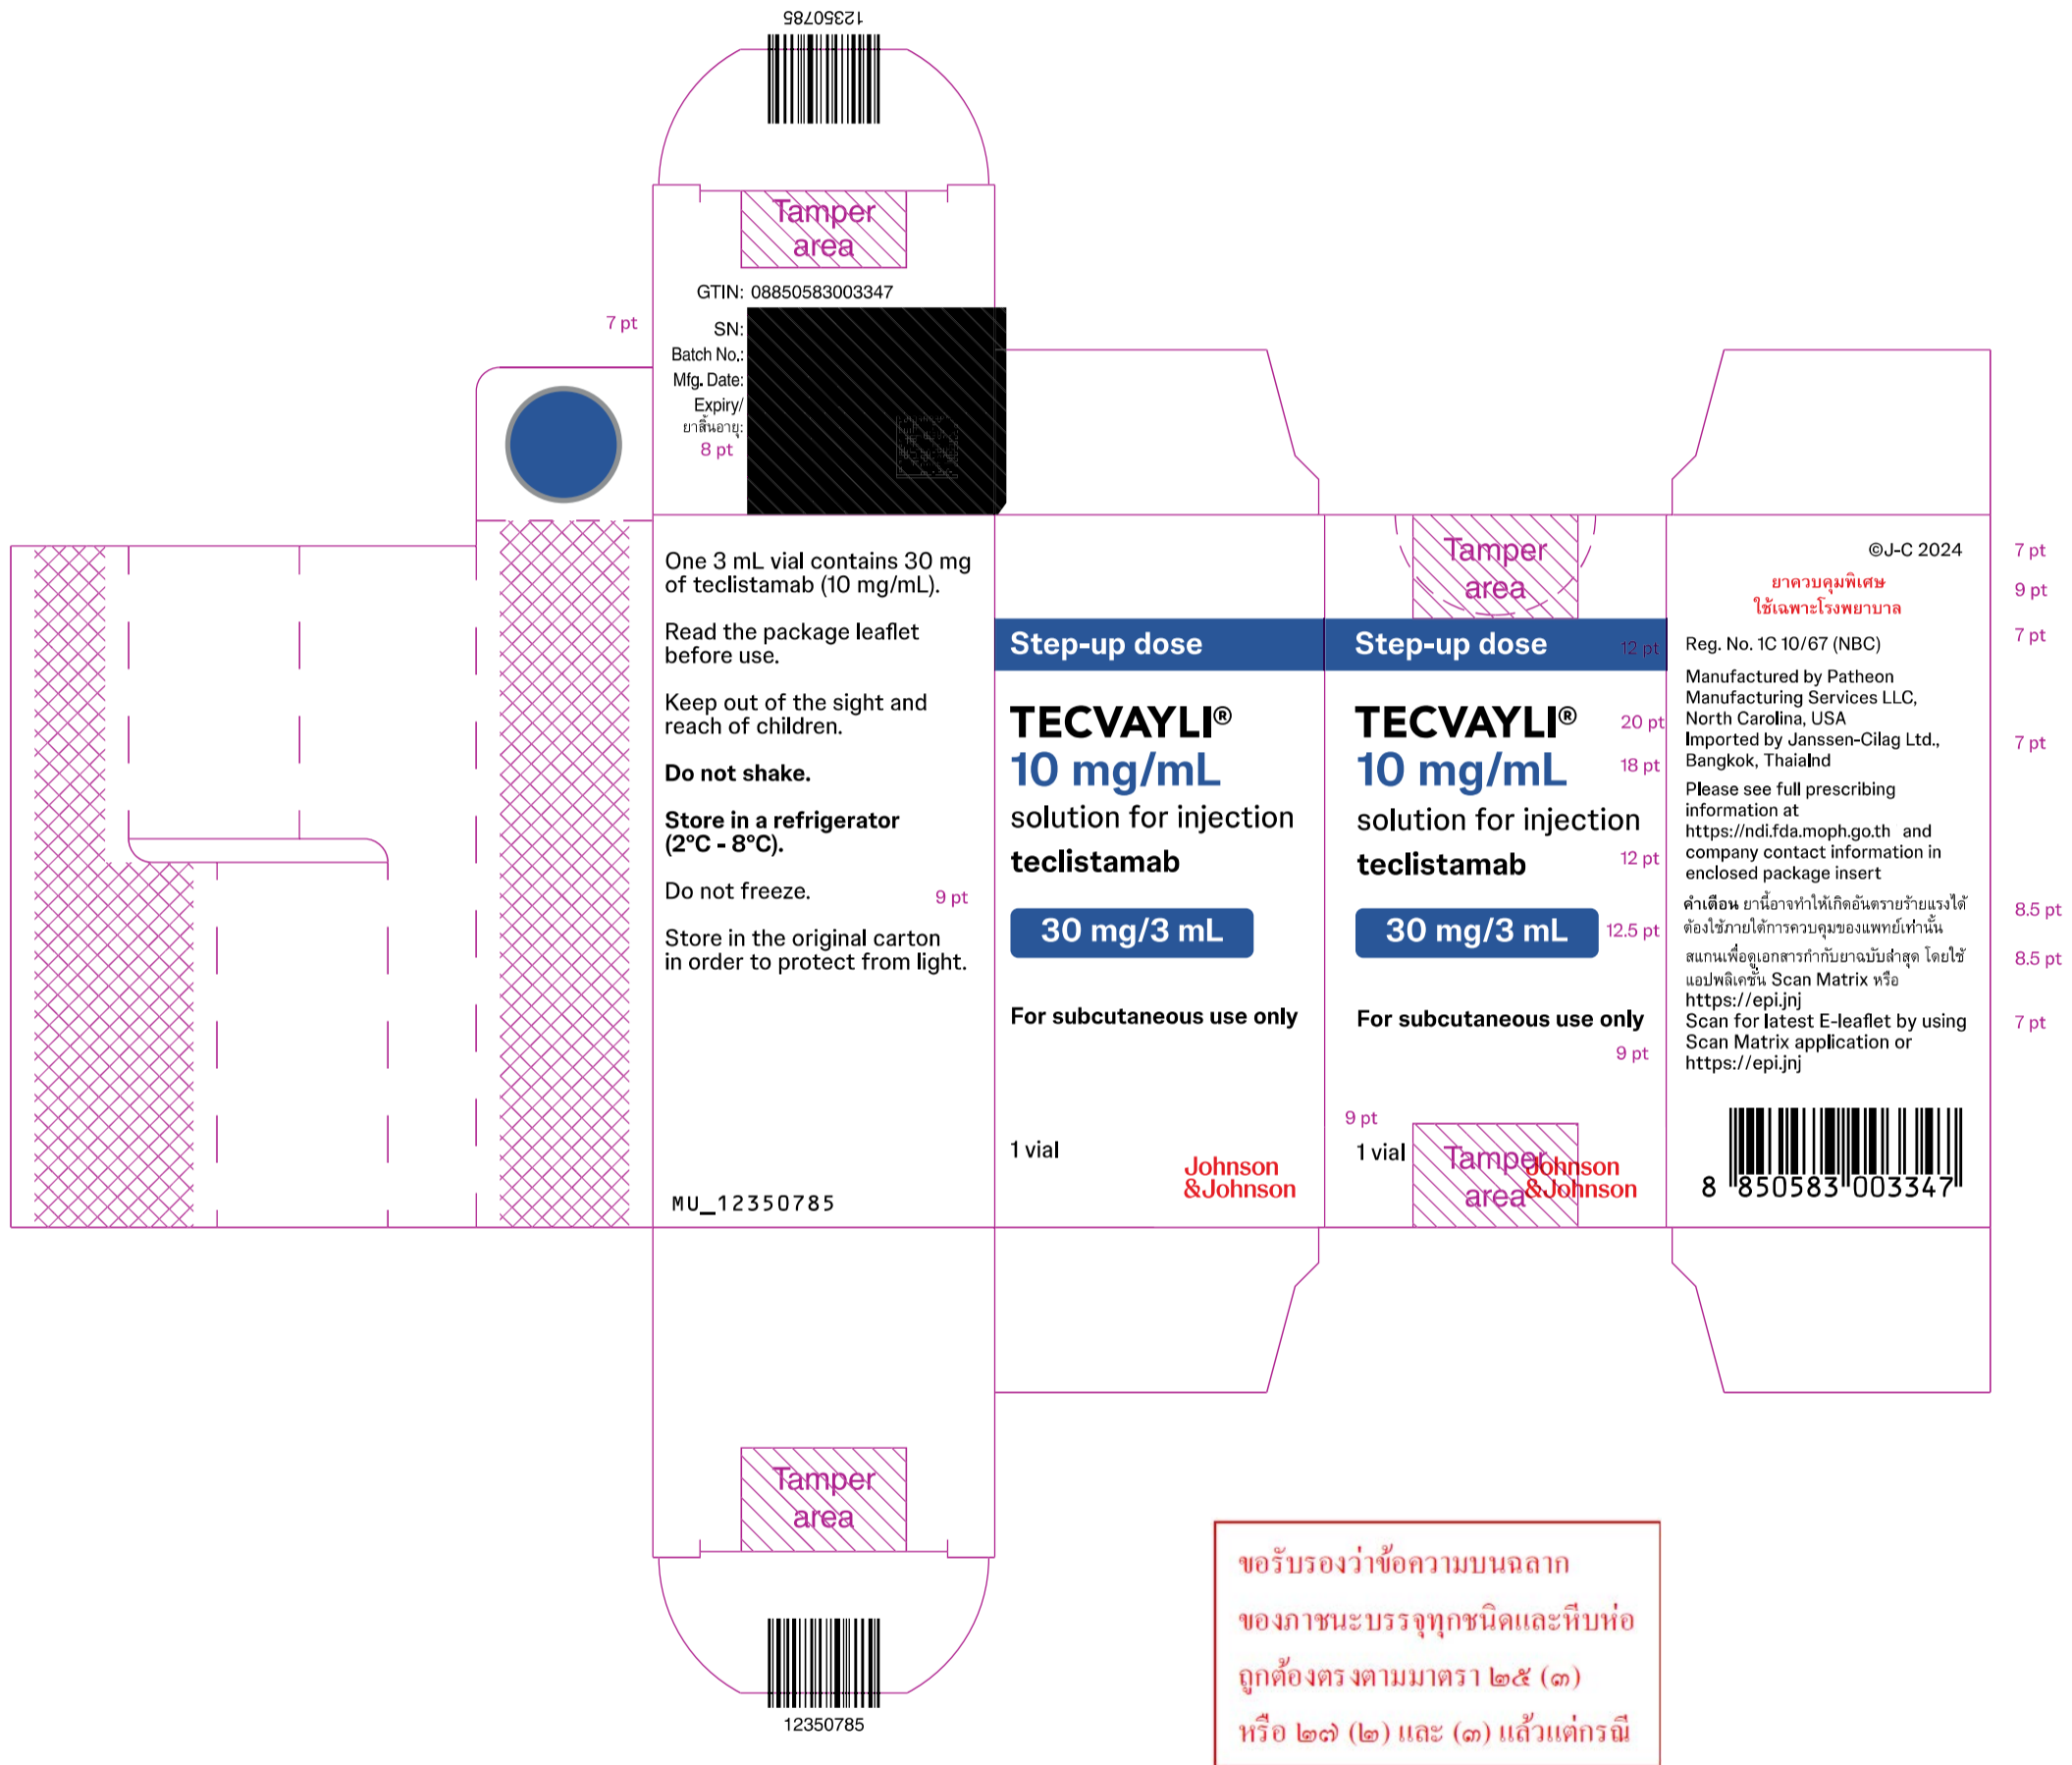 12350785
Tamper
area
GTIN: 08850583003347
SN:
Batch No.:
Mfg. Date:
Expiry/
ยาสิ้นอายุ:
7 pt
8 pt
One 3 mL vial contains 30 mg
of teclistamab (10 mg/mL).
Read the package leaflet
before use.
Keep out of the sight and
reach of children.
Do not shake.
Store in a refrigerator
(2°C - 8°C).
Do not freeze.
9 pt
Store in the original carton
in order to protect from light.
MU_12350785
Step-up dose
TECVAYLI®
10 mg/mL
solution for injection
teclistamab
30 mg/3 mL
For subcutaneous use only
1 vial
Johnson
&Johnson
Tamper
area
Step-up dose
12 pt
TECVAYLI®
20 pt
10 mg/mL
18 pt
solution for injection
teclistamab
12 pt
30 mg/3 mL
12.5 pt
For subcutaneous use only
9 pt
9 pt
1 vial
Tamper
area
Johnson
&Johnson
©J-C 2024
7 pt
ยาควบคุมพิเศษ
ใช้เฉพาะโรงพยาบาล
9 pt
Reg. No. 1C 10/67 (NBC)
7 pt
Manufactured by Patheon
Manufacturing Services LLC,
North Carolina, USA
Imported by Janssen-Cilag Ltd.,
Bangkok, Thaialnd
7 pt
Please see full prescribing
information at
https://ndi.fda.moph.go.th and
company contact information in
enclosed package insert
คำเตือน ยานี้อาจทำให้เกิดอันตรายร้ายแรงได้
ต้องใช้ภายใต้การควบคุมของแพทย์เท่านั้น
8.5 pt
สแกนเพื่อดูเอกสารกำกับยาฉบับล่าสุด โดยใช้
แอปพลิเคชั่น Scan Matrix หรือ
https://epi.jnj
8.5 pt
Scan for latest E-leaflet by using
Scan Matrix application or
https://epi.jnj
7 pt
8 850583 003347
Tamper
area
12350785
ขอรับรองว่าข้อความบนฉลาก
ของภาชนะบรรจุทุกชนิดและหีบห่อ
ถูกต้องตรงตามมาตรา ๒๕ (๓)
หรือ ๒๗ (๒) และ (๓) แล้วแต่กรณี